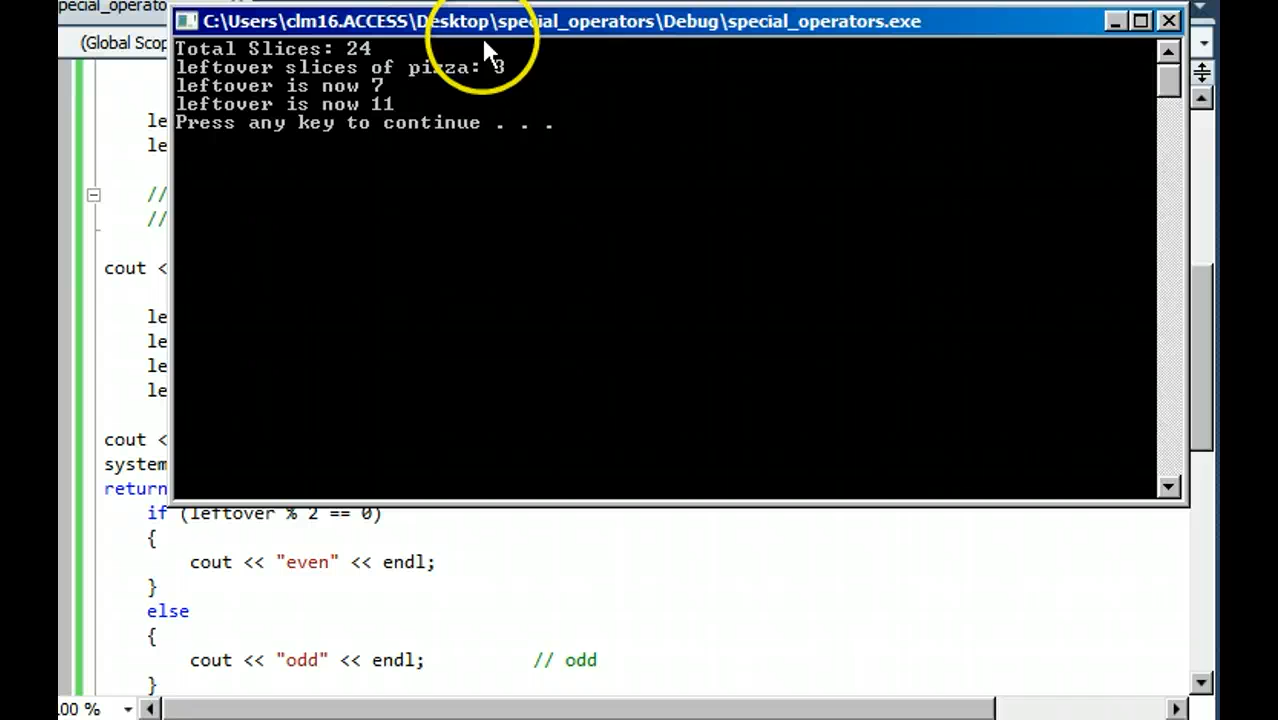 pecial_operato
C:\Users\clm16.ACCESS\Desktop\special_operators\Debug\special_operators.exe
(Global Scop
Total Slices: 24
leftover slices of pizza: 3
leftover is now 7
leftover is now 11
Press any key to continue . . .
le
le
//
//
cout <
le
le
le
le
cout <
system
return
if (leftover % 2 == 0)
{
cout << "even" << endl;
}
else
{
cout << "odd" << endl; // odd
}
.00 %